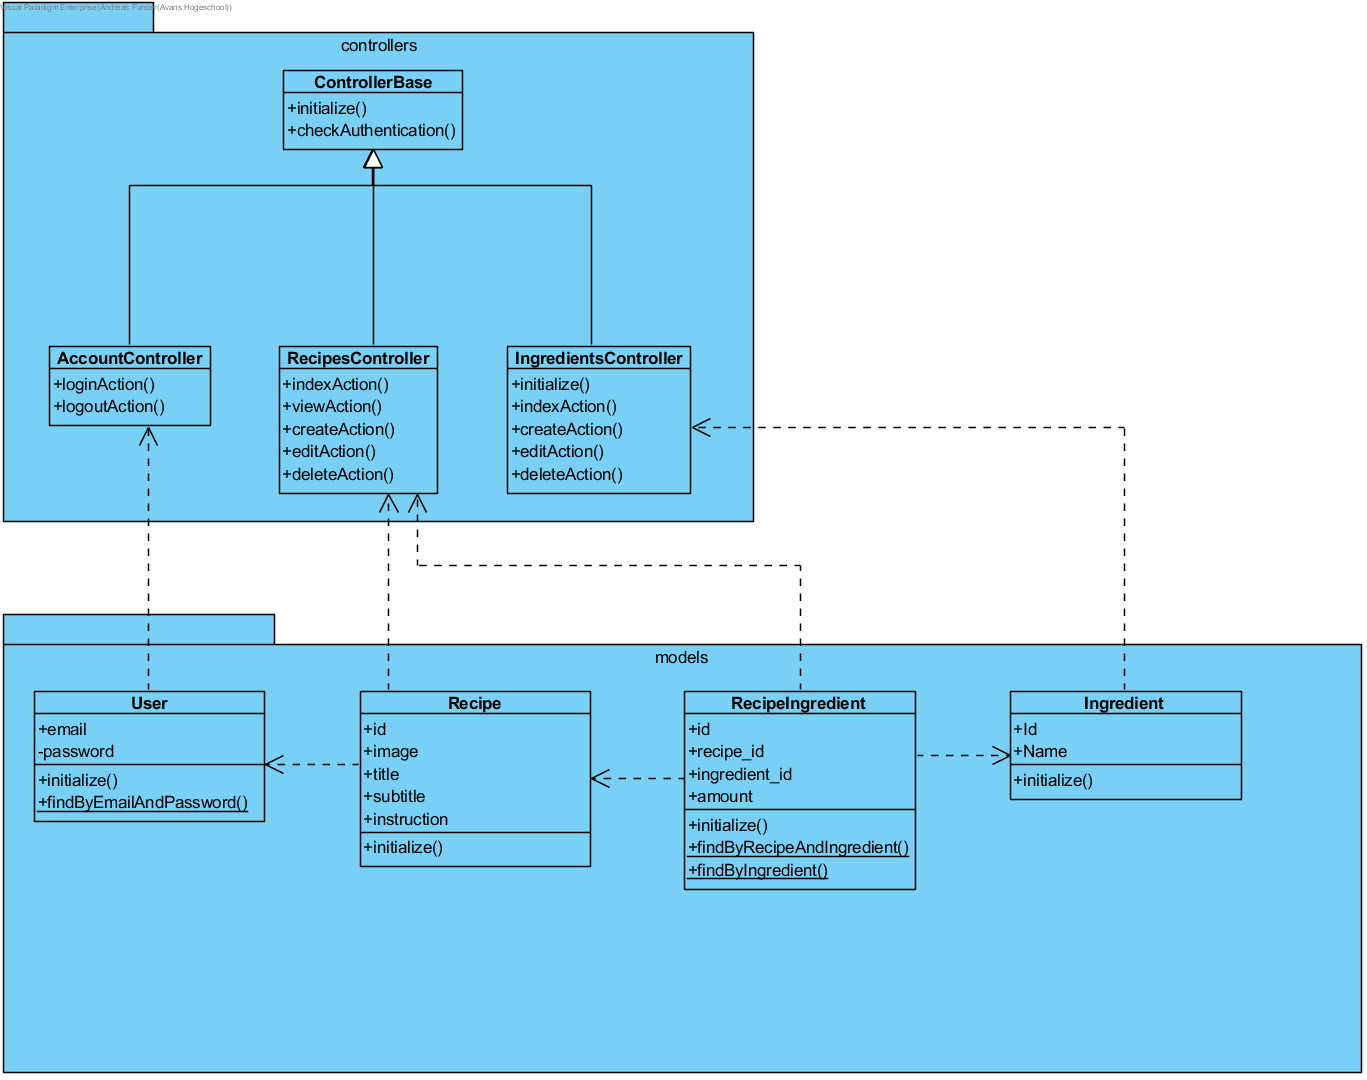 Visual Paradigm Enterprise(Andreas Furster(Avans Hogeschool))
controllers
ControllerBase
+initialize()
+checkAuthentication()
AccountController
+loginAction()
+logoutAction()
RecipesController
+indexAction()
+viewAction()
+createAction()
+editAction()
+deleteAction()
IngredientsController
+initialize()
+indexAction()
+createAction()
+editAction()
+deleteAction()
models
User
+email
-password
+initialize()
+findByEmailAndPassword()
Recipe
+id
+image
+title
+subtitle
+instruction
+initialize()
RecipeIngredient
+id
+recipe_id
+ingredient_id
+amount
+initialize()
+findByRecipeAndIngredient()
+findByIngredient()
Ingredient
+Id
+Name
+initialize()